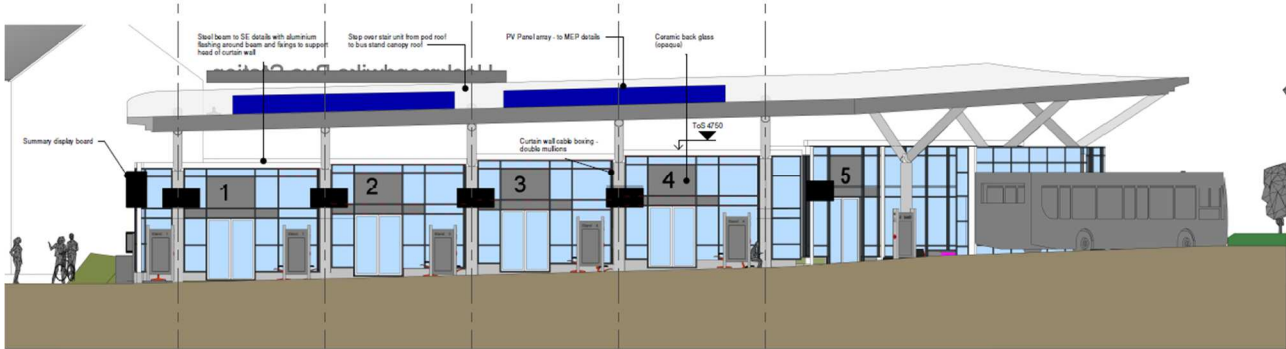 Steel beam to SE details with aluminium
flashing around beam and fixings to support
head of curtain wall
Step over stair unit from pod roof
to bus stand canopy roof
PV Panel array - to MEP details
Ceramic back glass
(opaque)
Bus Station
ToS 4750
Summary display board
Curtain wall cable boxing -
double mullions
1
2
3
4
5